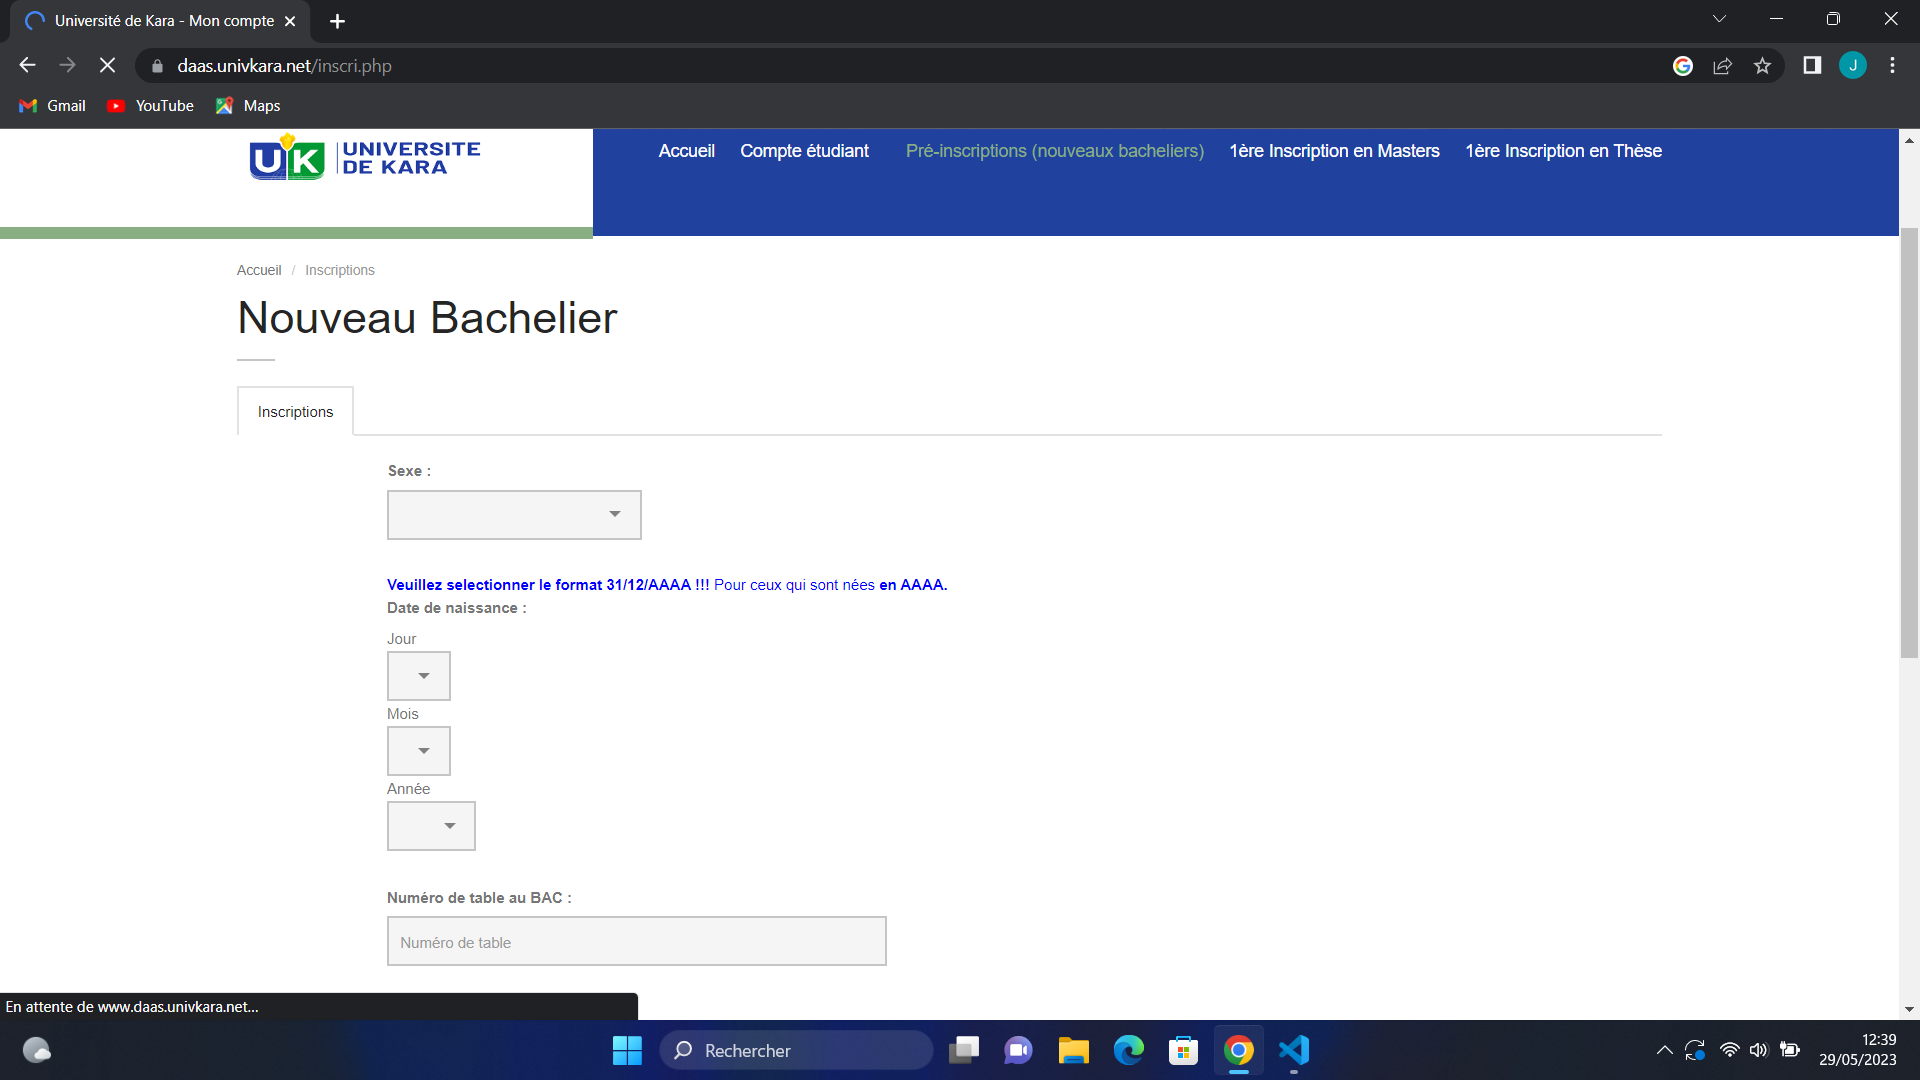 Université de Kara - Mon compte
daas.univkara.net/inscri.php
J
Gmail
YouTube
Maps
UK
UNIVERSITE
DE KARA
Accueil
Compte étudiant
Pré-inscriptions (nouveaux bacheliers)
1ère Inscription en Masters
1ère Inscription en Thèse
Accueil / Inscriptions
Nouveau Bachelier
Inscriptions
Sexe :
Veuillez selectionner le format 31/12/AAAA !!! Pour ceux qui sont nées en AAAA.
Date de naissance :
Jour
Mois
Année
Numéro de table au BAC :
Numéro de table
En attente de www.daas.univkara.net...
Rechercher
12:39
29/05/2023